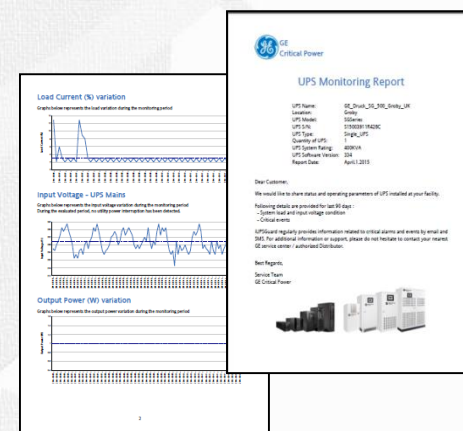 GE
Critical Power
UPS Monitoring Report
UPS Name: GE_Druck_SG_300_Groby_UK
Location: Groby
UPS Model: SGSeries
UPS S/N:
UPS Type: Single_UPS
Quantity of UPS: 1
UPS System Rating: 400KVA
UPS Software Version: 334
Report Date: April.1.2015
Dear Customer,
We would like to share status and operating parameters of UPS installed at your facility.
Following details are provided for last 90 days :
- System load and input voltage condition
- Critical events
iUPSGuard regularly provides information related to critical alarms and events by email and
SMS. For additional information or support, please do not hesitate to contact your nearest
GE service center / authorized Distributor.
Best Regards,
Service Team
GE Critical Power
Load Current (%) variation
Graphs below represents the load variation during the monitoring period
Input Voltage - UPS Mains
Graphs below represents the input voltage variation during the monitoring period
During the evaluated period, no utility power interruption has been detected.
Output Power (W) variation
Graphs below represents the output power variation during the monitoring period
2